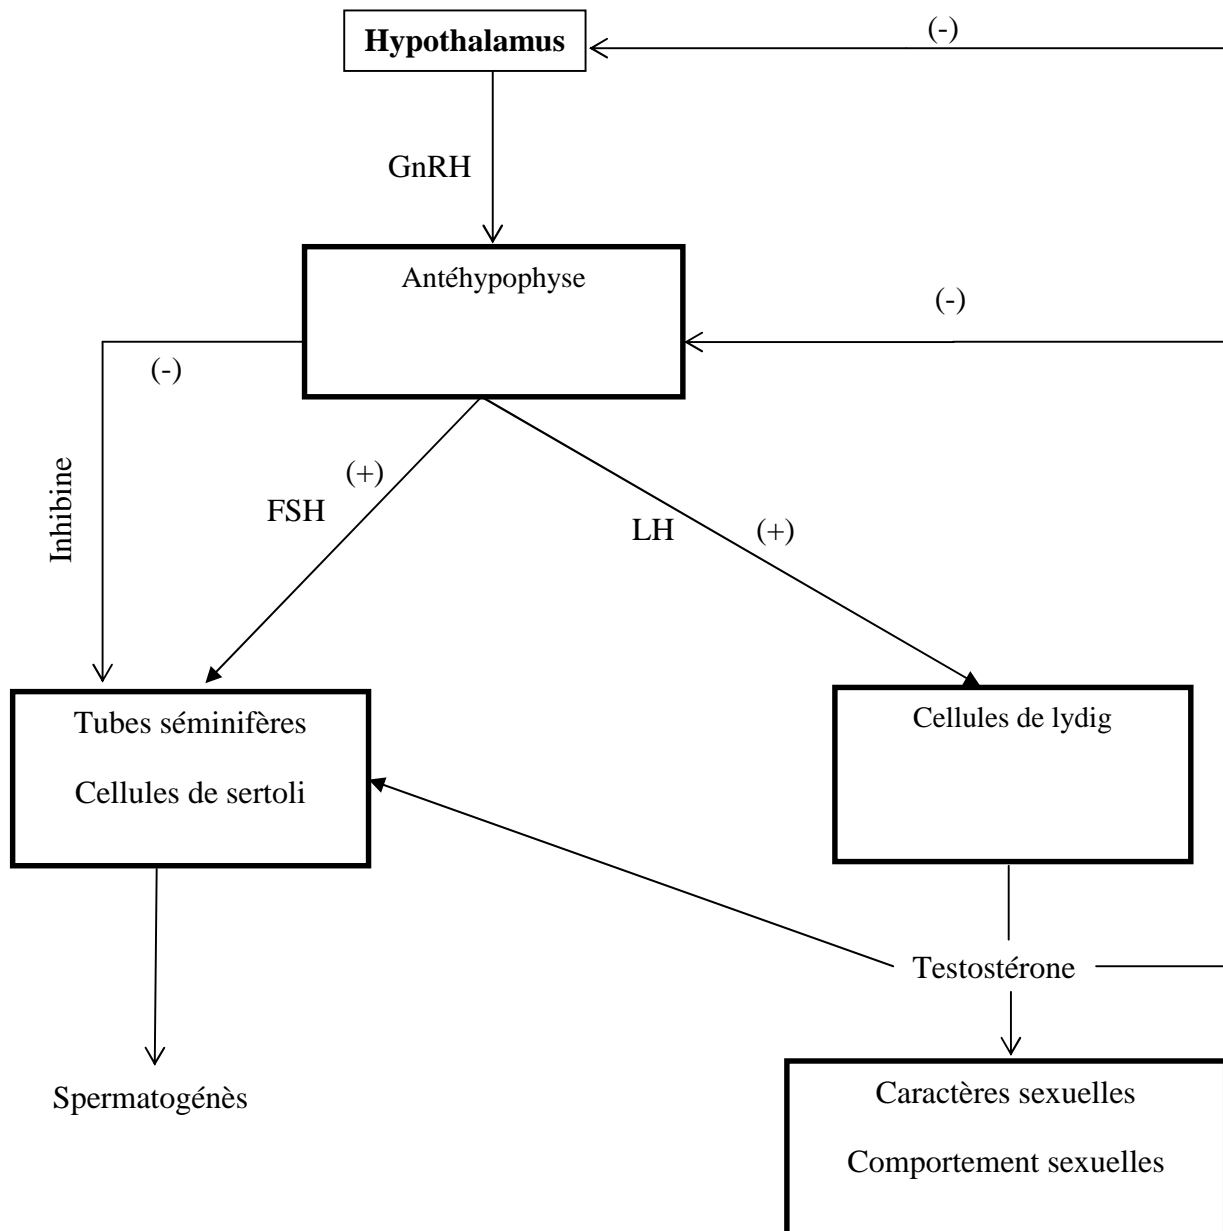 Hypothalamus
(-)
GnRH
Antéhypophyse
(-)
(-)
Inhibine
FSH
(+)
LH
(+)
Tubes séminifères
Cellules de sertoli
Cellules de lydig
Testostérone
Spermatogénès
Caractères sexuelles
Comportement sexuelles